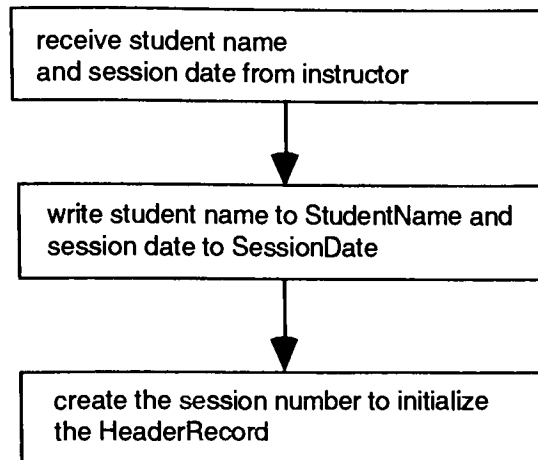 receive student name
and session date from instructor
write student name to StudentName and
session date to SessionDate
create the session number to initialize
the HeaderRecord